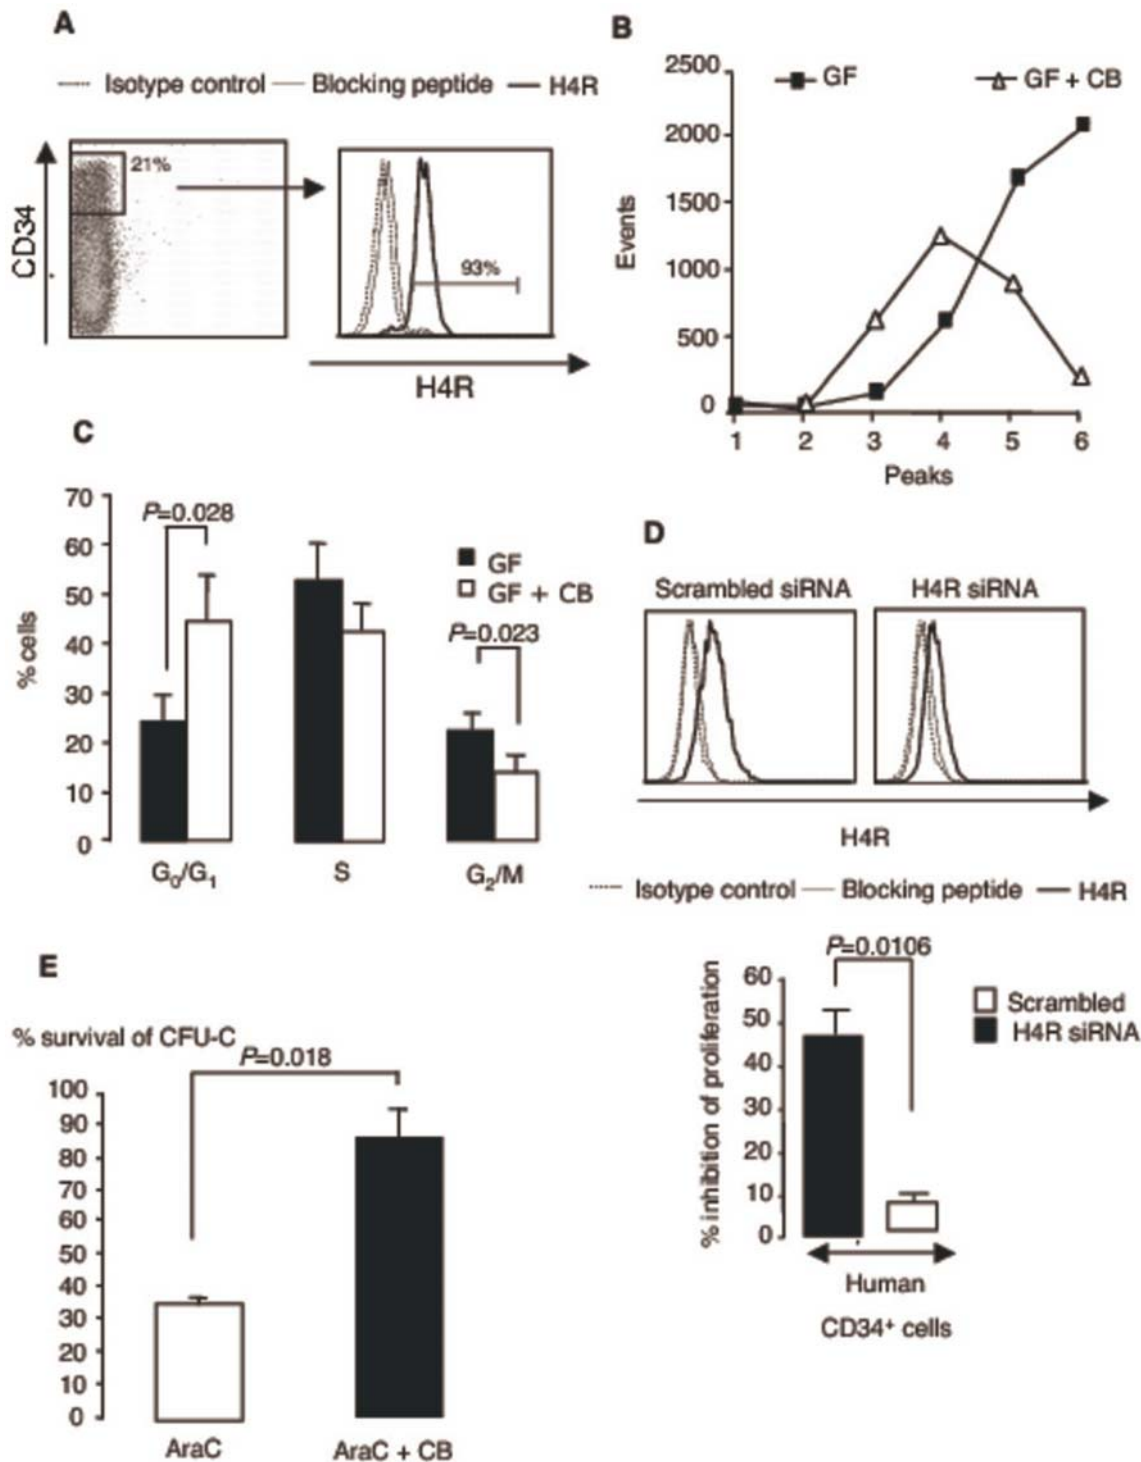 A
Isotype control Blocking peptide H4R
CD34
21%
93%
H4R
B
GF GF + CB
Events
2500
2000
1500
1000
500
0
1 2 3 4 5 6
Peaks
C
% cells
70
60
50
40
30
20
10
0
P=0.028
GF
GF + CB
P=0.023
G0/G1 S G2/M
D
Scrambled siRNA H4R siRNA
H4R
Isotype control Blocking peptide H4R
% inhibition of proliferation
60
50
40
30
20
10
0
P=0.0106
Scrambled
H4R siRNA
Human
CD34+ cells
E
% survival of CFU-C
P=0.018
100
90
80
70
60
50
40
30
20
10
0
AraC AraC + CB